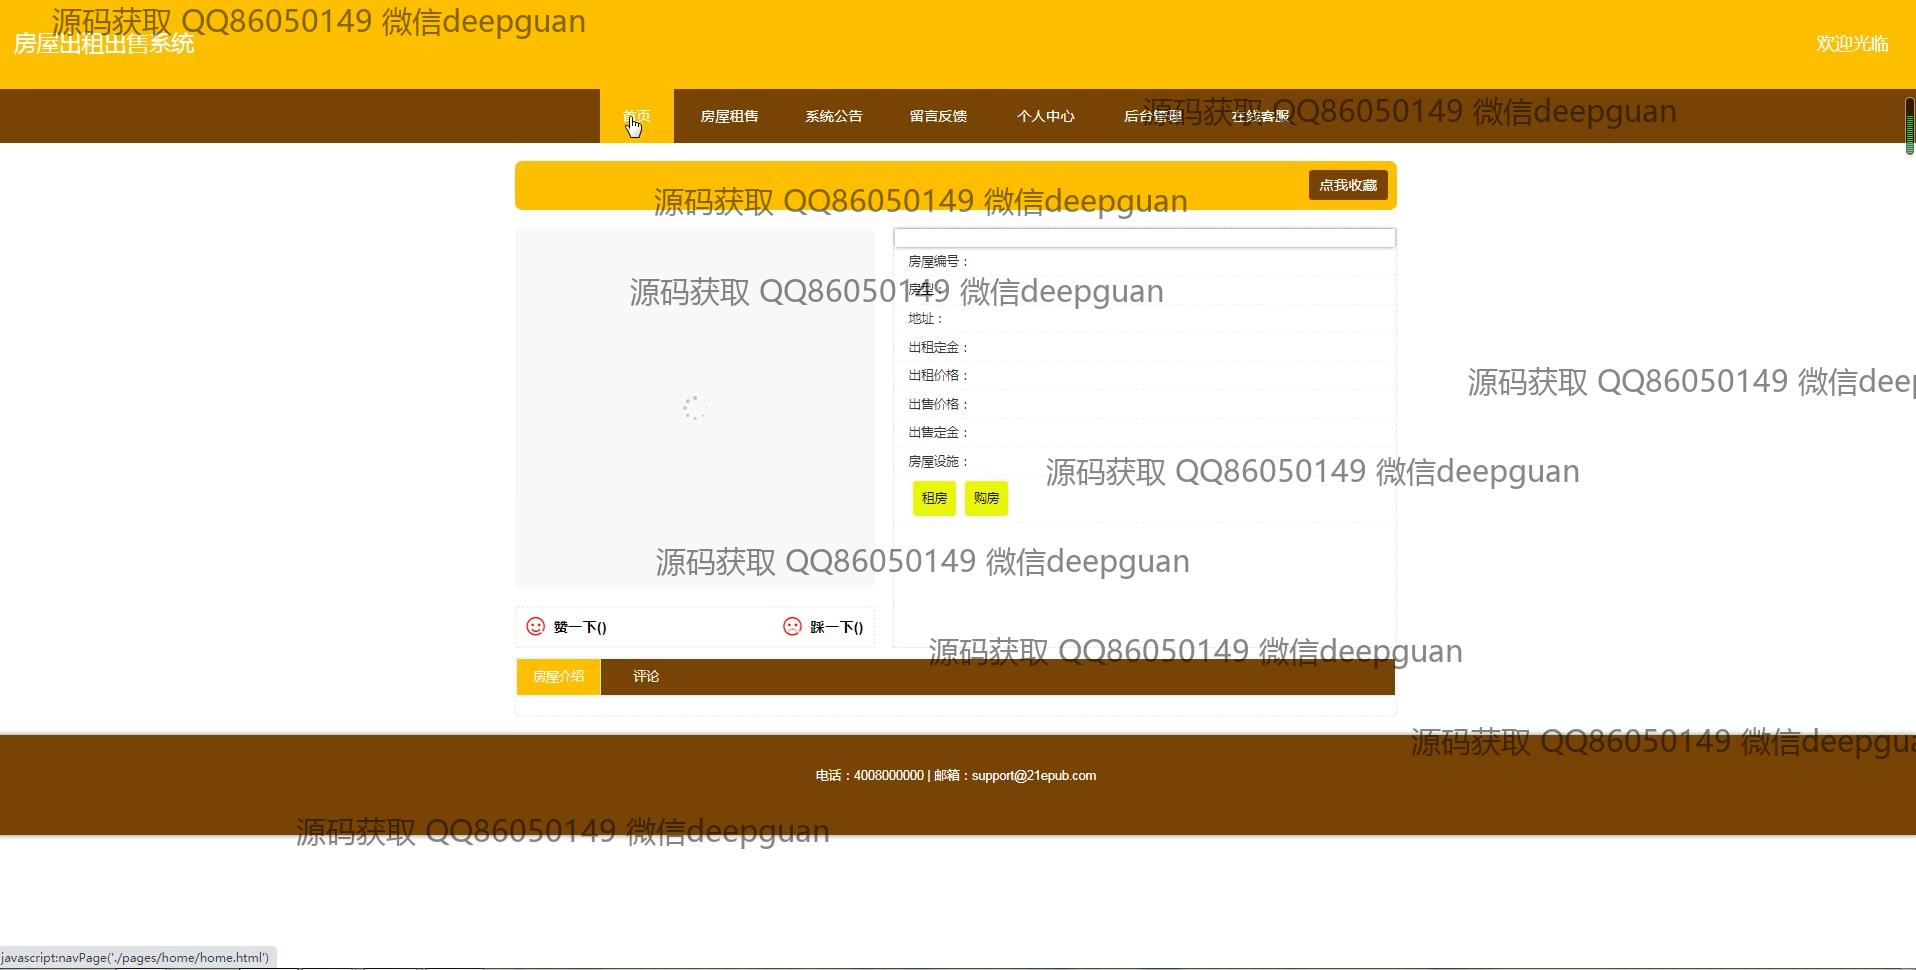 源码获取 QQ86050149 微信deepguan
房屋出租出售系统
欢迎光临
首页 房屋租售 系统公告 留言反馈 个人中心 后台管理 在线客服
源码获取 QQ86050149 微信deepguan
点我收藏
源码获取 QQ86050149 微信deepguan
房屋编号：
房型：
源码获取 QQ86050149 微信deepguan
地址：
出租定金：
出租价格：
源码获取 QQ86050149 微信deep
出售价格：
出售定金：
房屋设施：
源码获取 QQ86050149 微信deepguan
租房 购房
源码获取 QQ86050149 微信deepguan
赞一下() 踩一下()
源码获取 QQ86050149 微信deepguan
房屋介绍 评论
源码获取 QQ86050149 微信deepgua
电话：4008000000 | 邮箱：support@21epub.com
源码获取 QQ86050149 微信deepguan
javascript:navPage('./pages/home/home.html')